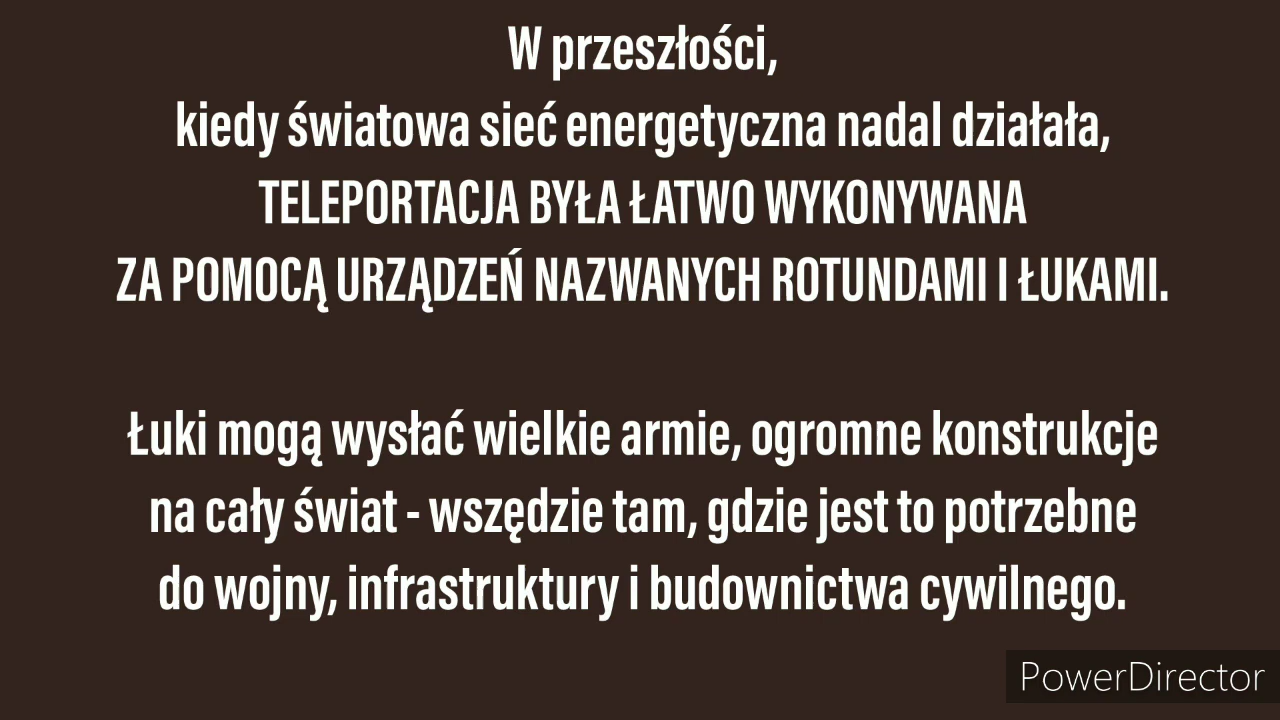 W przeszłości,
kiedy światowa sieć energetyczna nadal działała,
TELEPORTACJA BYŁA ŁATWO WYKONYWANA
ZA POMOCĄ URZĄDZEŃ NAZWANYCH ROTUNDAMI I ŁUKAMI.
Łuki mogą wysłać wielkie armie, ogromne konstrukcje
na cały świat - wszędzie tam, gdzie jest to potrzebne
do wojny, infrastruktury i budownictwa cywilnego.
PowerDirector